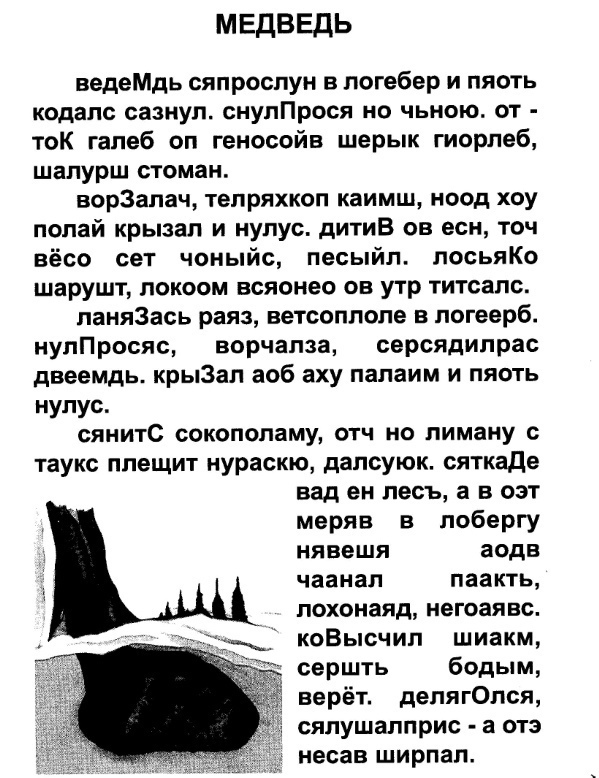 МЕДВЕДЬ
ведеМдь сяпрослун в логебер и пяоть
кодалс сазнул. снулПрося но чьною. от -
тоК галеб оп геносойв шерык гиорлеб,
шалурш стоман.
ворЗалач, телряхкоп каимш, ноод хоу
полай крызал и нулус. дитиВ ов есн, точ
вёсо сет чоныйс, песыйл. лосьяКо
шарушт, локоом всяонео ов утр титсалс.
ланяЗась раяз, ветсоплоле в логеерб.
нулПросяс, ворчалза, серсядилрас
двеемдь. крыЗал аоб аху палаим и пяоть
нулус.
сянитС сокополаму, отч но лиману с
таукс плещит нураскю, далсуюк. сяткаДе
вад ен лесъ, а в оэт
меряв в лобергу
нявешя аодв
чаанал паакть,
лохонаяд, негоаявс.
коВысчил шиакм,
сершть бодым,
верёт. делягОлся,
сялушалприс - а отэ
несав ширпал.